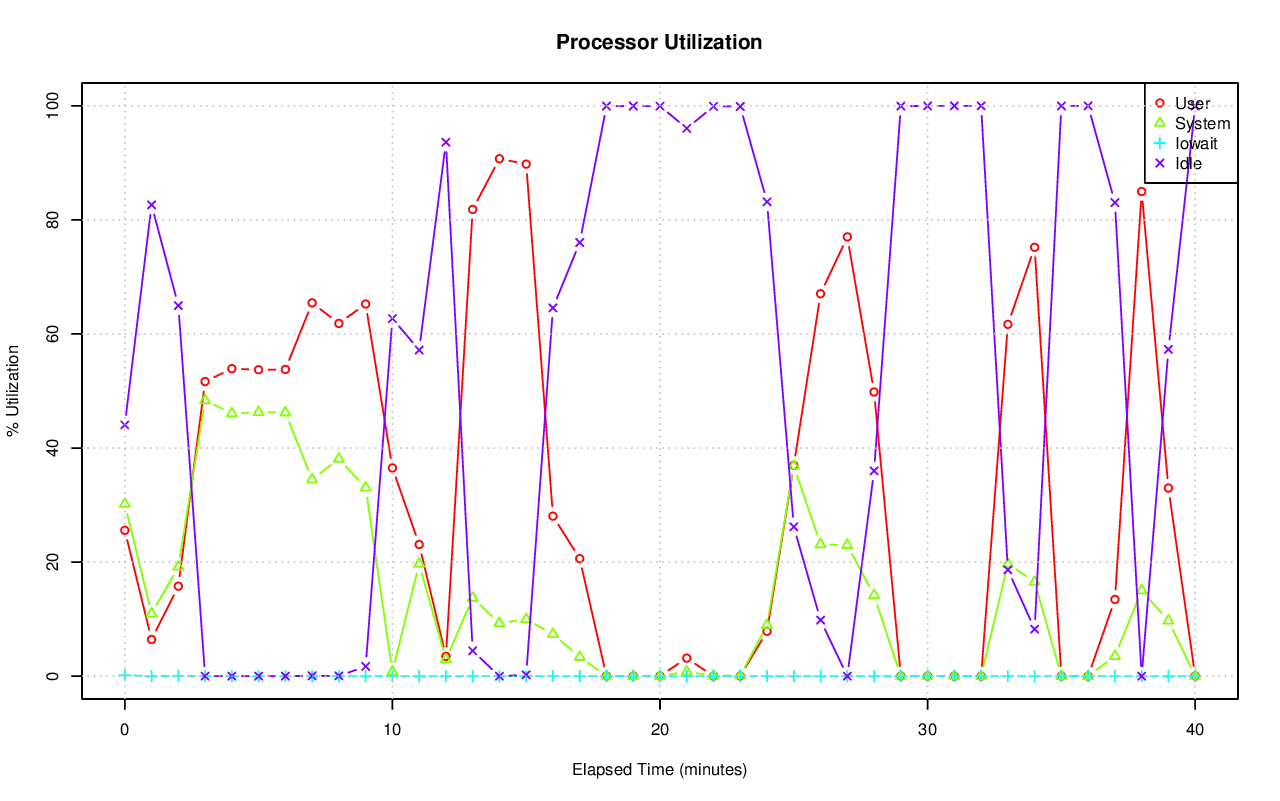 Processor Utilization
% Utilization
100
80
60
40
20
0
User
System
Iowait
Idle
0 10 20 30 40
Elapsed Time (minutes)